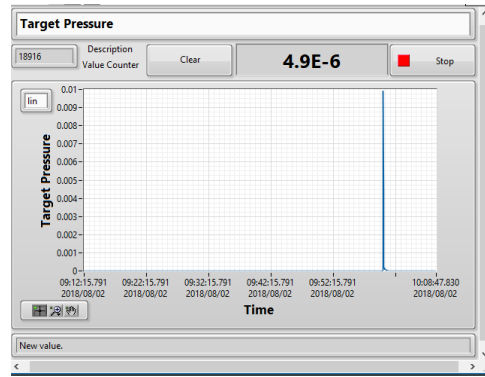 Target Pressure
18916
Description
Value Counter
Clear
4.9E-6
Stop
lin
Target Pressure
0.01
0.009
0.008
0.007
0.006
0.005
0.004
0.003
0.002
0.001
0
09:12:15.791 09:22:15.791 09:32:15.791 09:42:15.791 09:52:15.791 10:08:47.830
2018/08/02 2018/08/02 2018/08/02 2018/08/02 2018/08/02 2018/08/02
Time
New value.